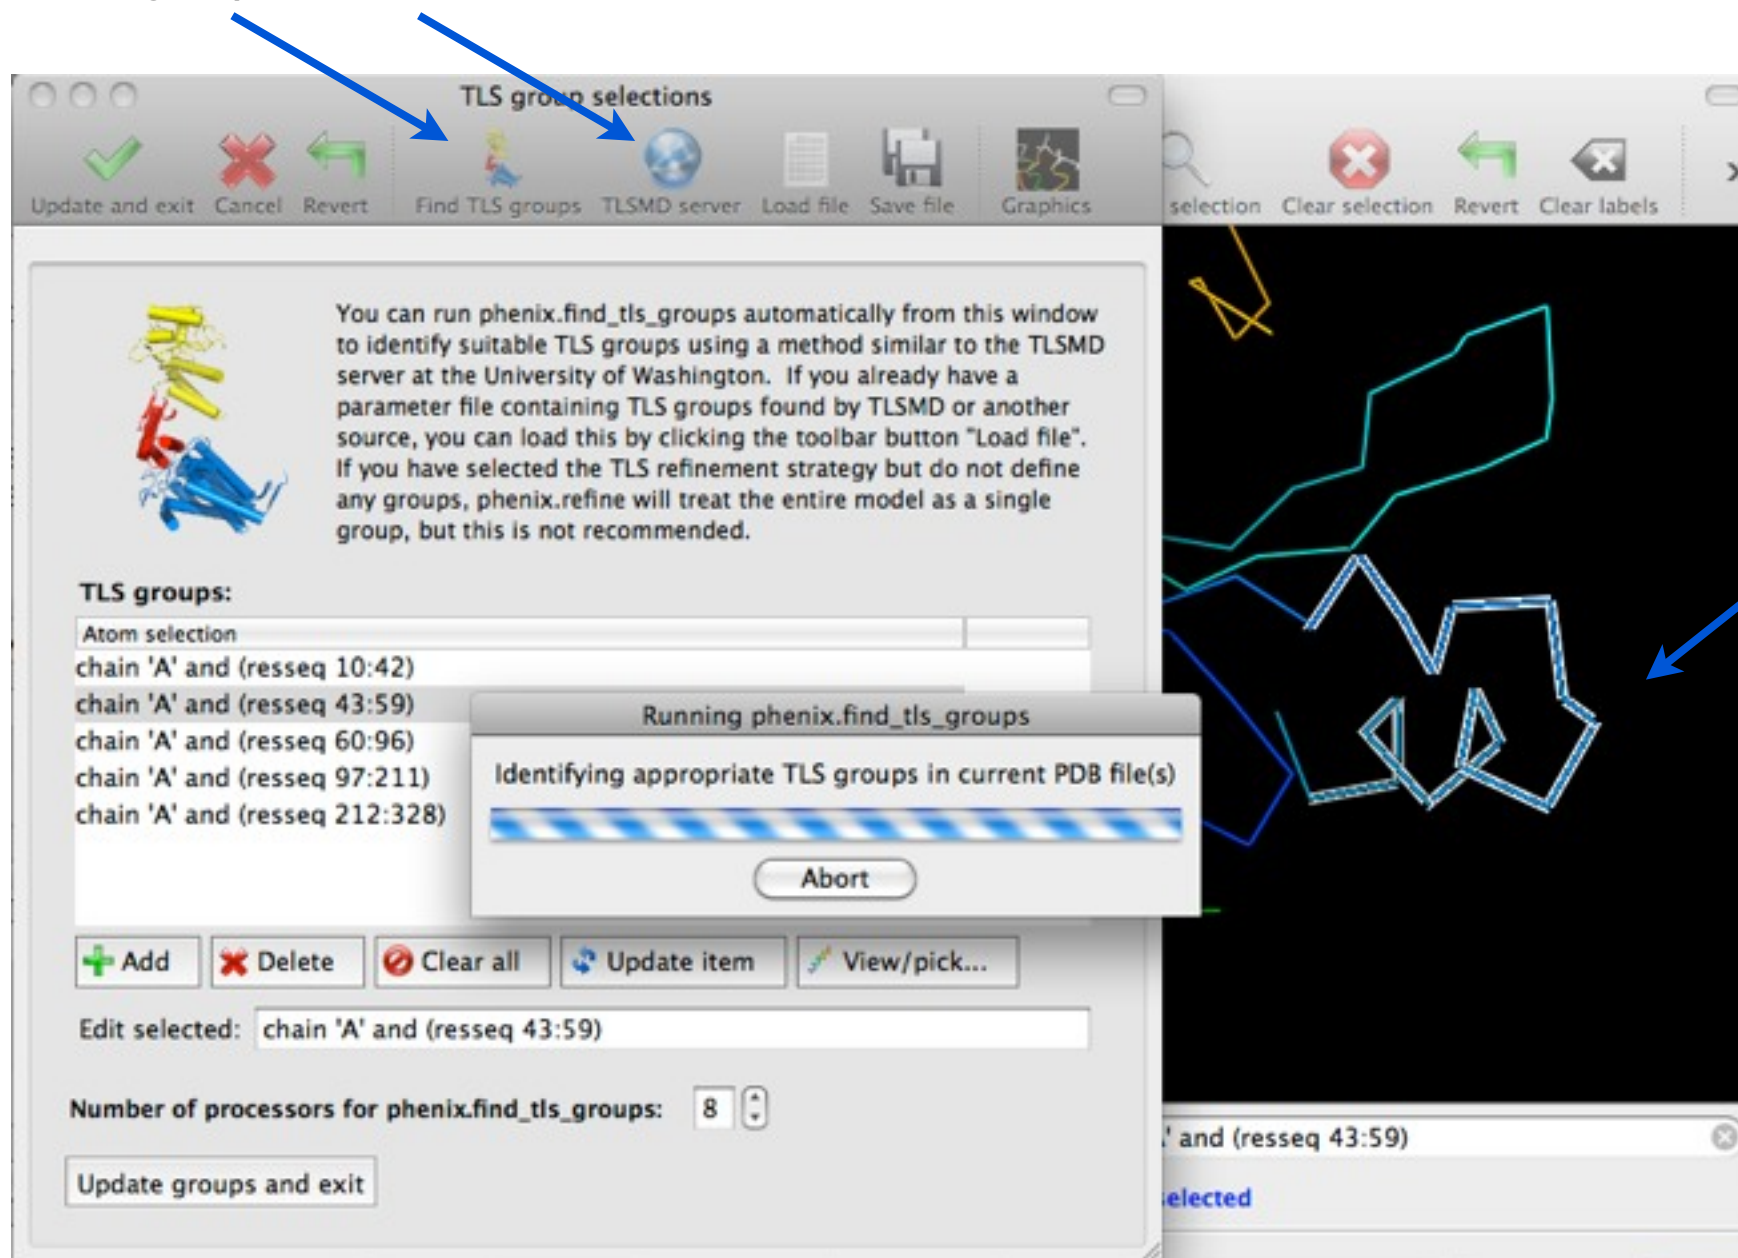 TLS group selections
Update and exit Cancel Revert Find TLS groups TLSMD server Load file Save file Graphics
selection Clear selection Revert Clear labels
You can run phenix.find_tls_groups automatically from this window
to identify suitable TLS groups using a method similar to the TLSMD
server at the University of Washington. If you already have a
parameter file containing TLS groups found by TLSMD or another
source, you can load this by clicking the toolbar button "Load file".
If you have selected the TLS refinement strategy but do not define
any groups, phenix.refine will treat the entire model as a single
group, but this is not recommended.
TLS groups:
Atom selection
chain 'A' and (resseq 10:42)
chain 'A' and (resseq 43:59)
chain 'A' and (resseq 60:96)
chain 'A' and (resseq 97:211)
chain 'A' and (resseq 212:328)
Running phenix.find_tls_groups
Identifying appropriate TLS groups in current PDB file(s)
Abort
Add Delete Clear all Update item View/pick...
Edit selected: chain 'A' and (resseq 43:59)
Number of processors for phenix.find_tls_groups: 8
Update groups and exit
' and (resseq 43:59)
selected